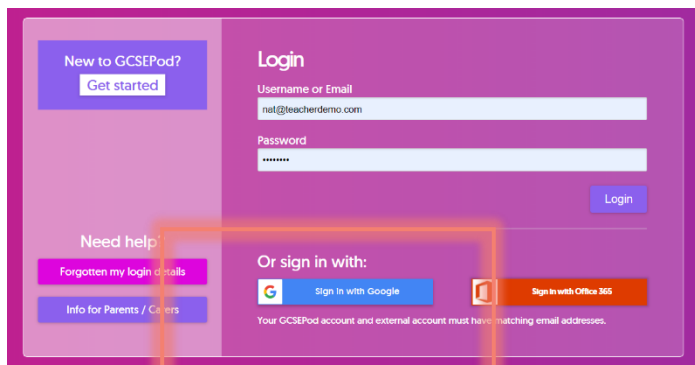 New to GCSEPod?
Get started
Need help?
Forgotten my login details
Info for Parents / Carers
Login
Username or Email
nat@teacherdemo.com
Password
••••••••
Login
Or sign in with:
G Sign in with Google
Sign in with Office 365
Your GCSEPod account and external account must have matching email addresses.